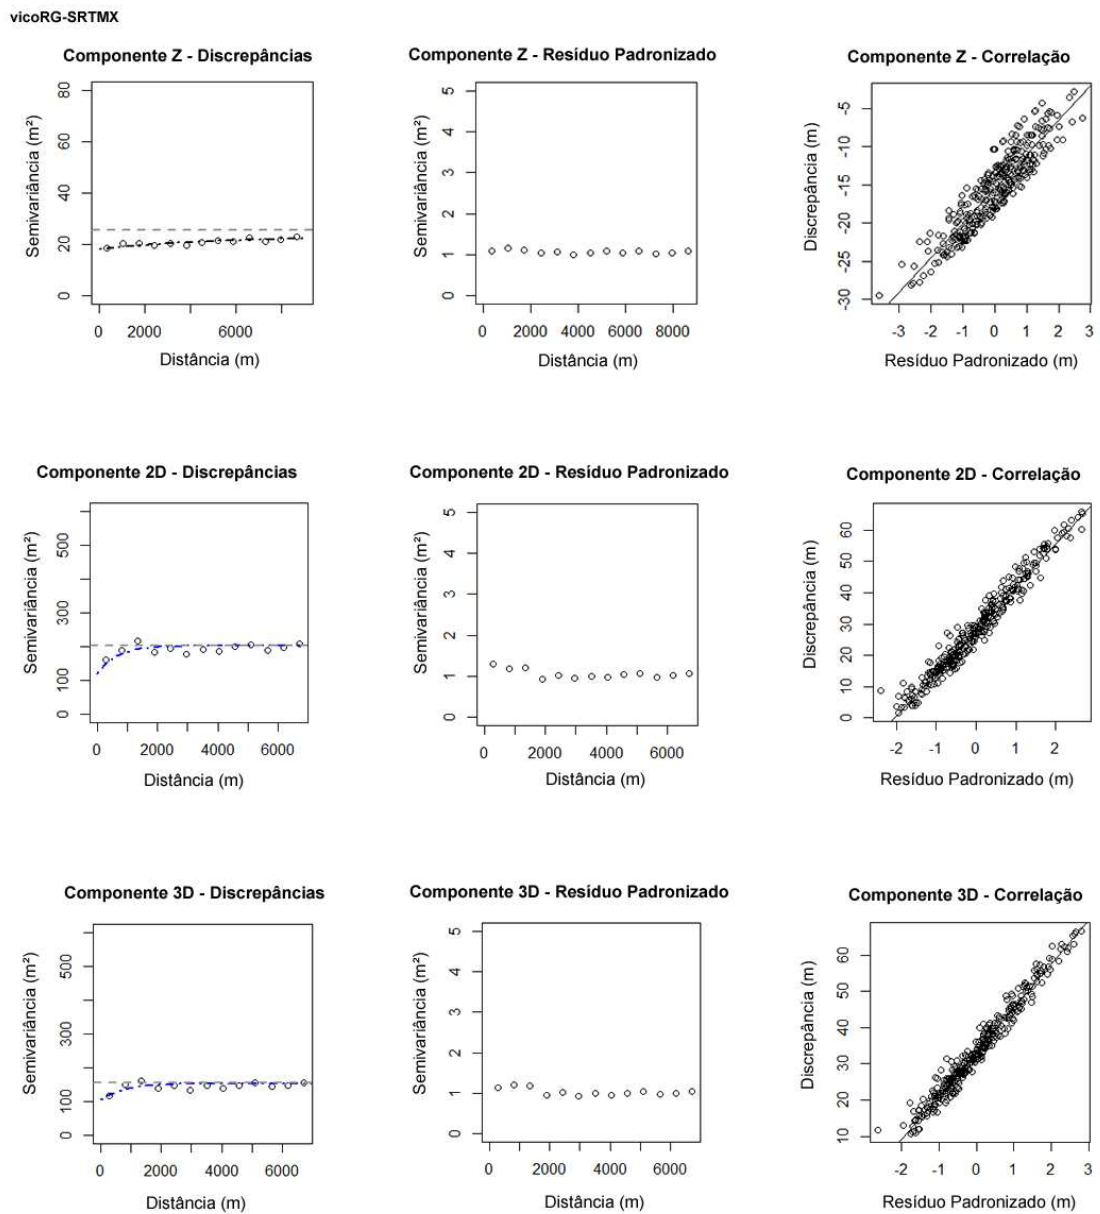 vicoRG-SRTMX
Componente Z - Discrepâncias
Semivariância (m²)
80
60
40
20
0
0 2000 6000
Distância (m)
Componente Z - Resíduo Padronizado
Semivariância (m²)
5
4
3
2
1
0
0 2000 4000 6000 8000
Distância (m)
Componente Z - Correlação
Discrepância (m)
-5
-10
-15
-20
-25
-30
-3 -2 -1 0 1 2 3
Resíduo Padronizado (m)
Componente 2D - Discrepâncias
Semivariância (m²)
500
300
100
0
0 2000 4000 6000
Distância (m)
Componente 2D - Resíduo Padronizado
Semivariância (m²)
5
4
3
2
1
0
0 2000 4000 6000
Distância (m)
Componente 2D - Correlação
Discrepância (m)
60
50
40
30
20
10
0
-2 -1 0 1 2
Resíduo Padronizado (m)
Componente 3D - Discrepâncias
Semivariância (m²)
500
300
100
0
0 2000 4000 6000
Distância (m)
Componente 3D - Resíduo Padronizado
Semivariância (m²)
5
4
3
2
1
0
0 2000 4000 6000
Distância (m)
Componente 3D - Correlação
Discrepância (m)
60
50
40
30
20
10
-2 -1 0 1 2 3
Resíduo Padronizado (m)